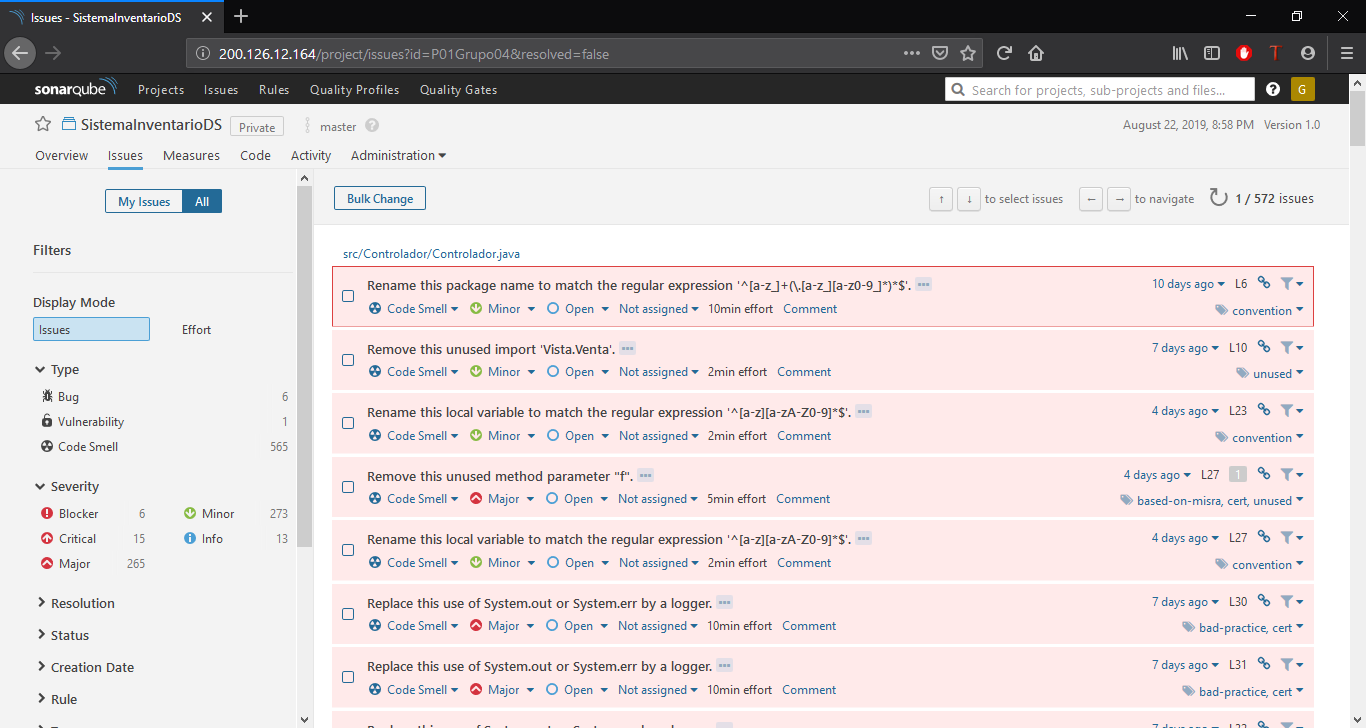 Issues - SistemaInventarioDS
200.126.12.164/project/issues?id=P01Grupo04&resolved=false
sonarqube Projects Issues Rules Quality Profiles Quality Gates Search for projects, sub-projects and files... ? G
SistemaInventarioDS Private master ? August 22, 2019, 8:58 PM Version 1.0
Overview Issues Measures Code Activity Administration
My Issues All
Bulk Change ↑ ↓ to select issues ← → to navigate 1 / 572 issues
Filters
Display Mode
Issues Effort
Type
Bug 6
Vulnerability 1
Code Smell 565
Severity
Blocker 6 Minor 273
Critical 15 Info 13
Major 265
Resolution
Status
Creation Date
Rule
src/Controlador/Controlador.java
Rename this package name to match the regular expression '^[a-z_]+(\.[a-z_][a-z0-9_]*)*$'. 10 days ago L6
Code Smell Minor Open Not assigned 10min effort Comment convention
Remove this unused import 'Vista.Venta'. 7 days ago L10
Code Smell Minor Open Not assigned 2min effort Comment unused
Rename this local variable to match the regular expression '^[a-z][a-zA-Z0-9]*$'. 4 days ago L23
Code Smell Minor Open Not assigned 2min effort Comment convention
Remove this unused method parameter "f". 4 days ago L27 1
Code Smell Major Open Not assigned 5min effort Comment based-on-misra, cert, unused
Rename this local variable to match the regular expression '^[a-z][a-zA-Z0-9]*$'. 4 days ago L27
Code Smell Minor Open Not assigned 2min effort Comment convention
Replace this use of System.out or System.err by a logger. 7 days ago L30
Code Smell Major Open Not assigned 10min effort Comment bad-practice, cert
Replace this use of System.out or System.err by a logger. 7 days ago L31
Code Smell Major Open Not assigned 10min effort Comment bad-practice, cert